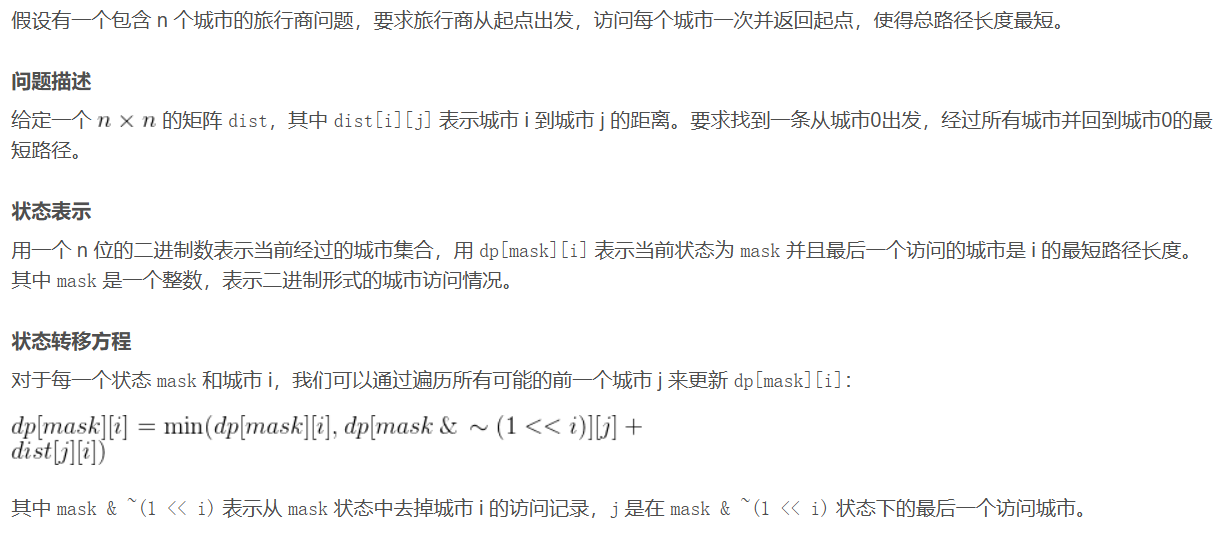 假设有一个包含 n 个城市的旅行商问题，要求旅行商从起点出发，访问每个城市一次并返回起点，使得总路径长度最短。
问题描述
给定一个 n × n 的矩阵 dist，其中 dist[i][j] 表示城市 i 到城市 j 的距离。要求找到一条从城市0出发，经过所有城市并回到城市0的最
短路径。
状态表示
用一个 n 位的二进制数表示当前经过的城市集合，用 dp[mask][i] 表示当前状态为 mask 并且最后一个访问的城市是 i 的最短路径长度。
其中 mask 是一个整数，表示二进制形式的城市访问情况。
状态转移方程
对于每一个状态 mask 和城市 i，我们可以通过遍历所有可能的前一个城市 j 来更新 dp[mask][i]：
dp[mask][i] = min(dp[mask][i], dp[mask & ∼ (1 << i)][j] +
dist[j][i])
其中 mask & ~(1 << i) 表示从 mask 状态中去掉城市 i 的访问记录，j 是在 mask & ~(1 << i) 状态下的最后一个访问城市。